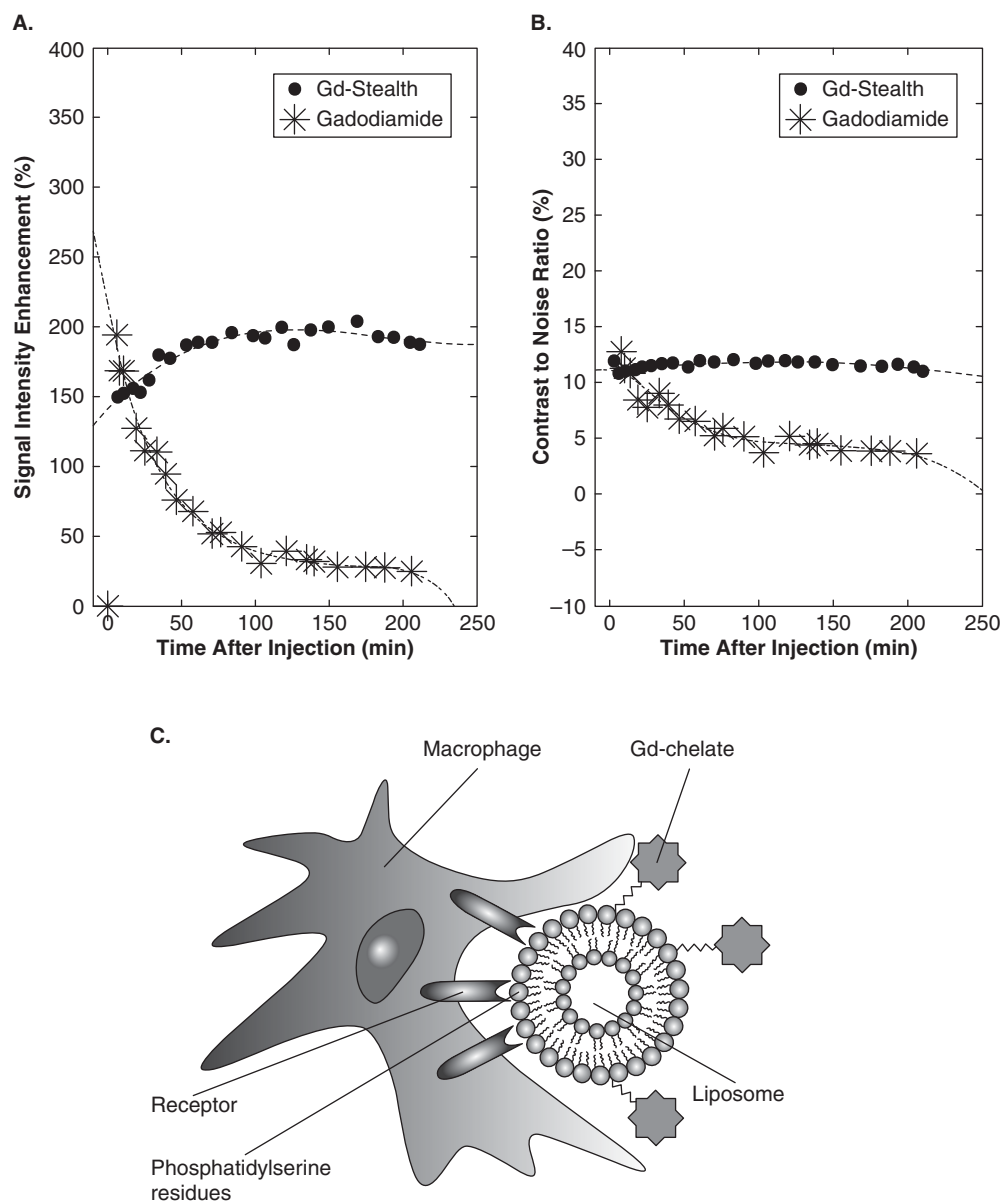 A.
400
350
300
250
200
150
100
50
0
Signal Intensity Enhancement (%)
Gd-Stealth
Gadodiamide
0
50
100
150
200
250
Time After Injection (min)
B.
40
35
30
25
20
15
10
5
0
–5
–10
Contrast to Noise Ratio (%)
Gd-Stealth
Gadodiamide
0
50
100
150
200
250
Time After Injection (min)
C.
Macrophage
Gd-chelate
Receptor
Liposome
Phosphatidylserine
residues